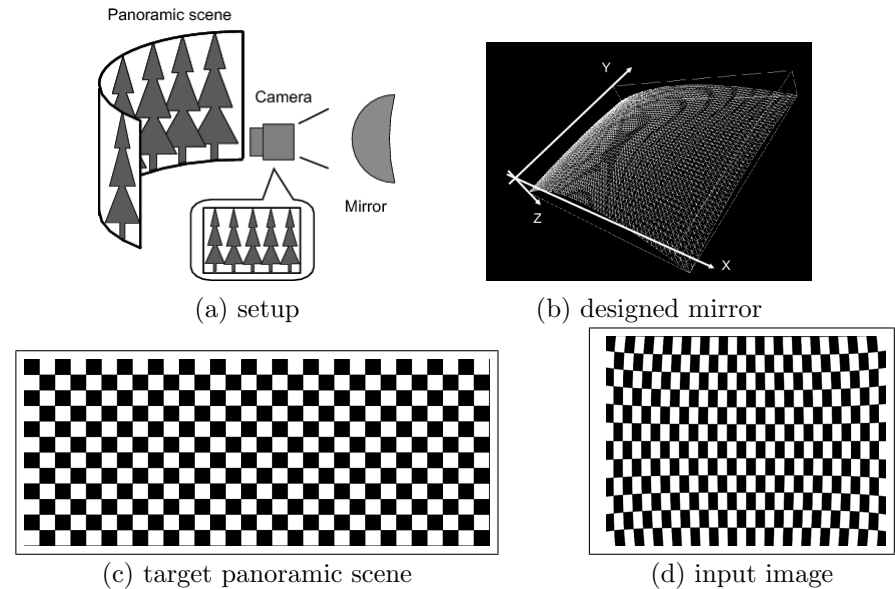 Panoramic scene
Camera
Mirror
(a) setup
Y
Z
X
(b) designed mirror
(c) target panoramic scene
(d) input image